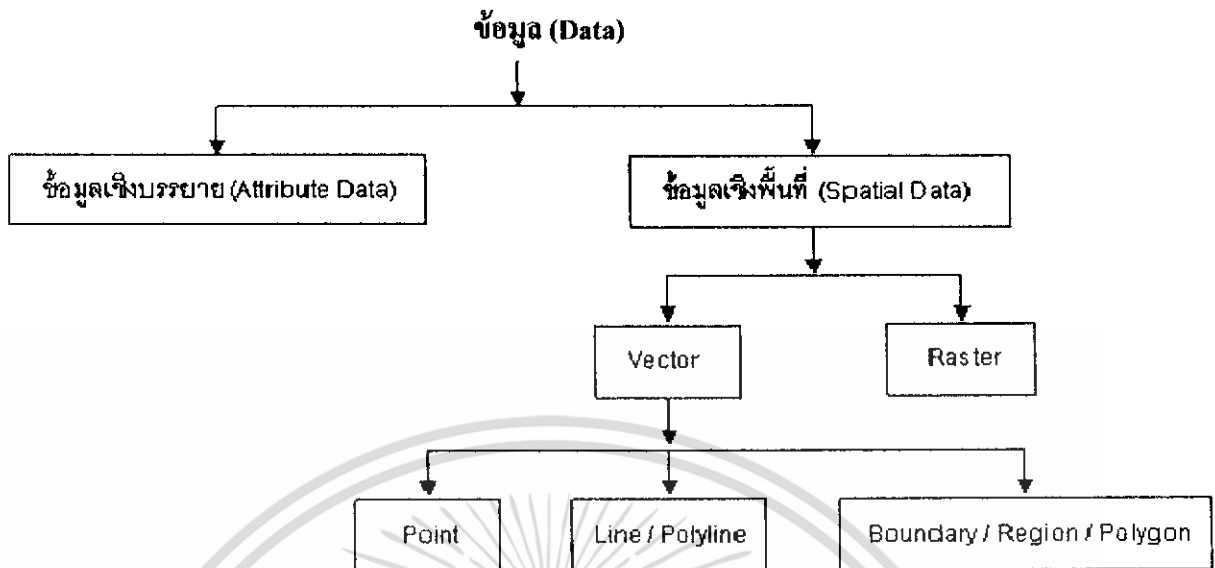 ข้อมูล (Data)
ข้อมูลเชิงบรรยาย (Attribute Data)
ข้อมูลเชิงพื้นที่ (Spatial Data)
Vector
Raster
Point
Line / Polyline
Boundary / Region / Polygon